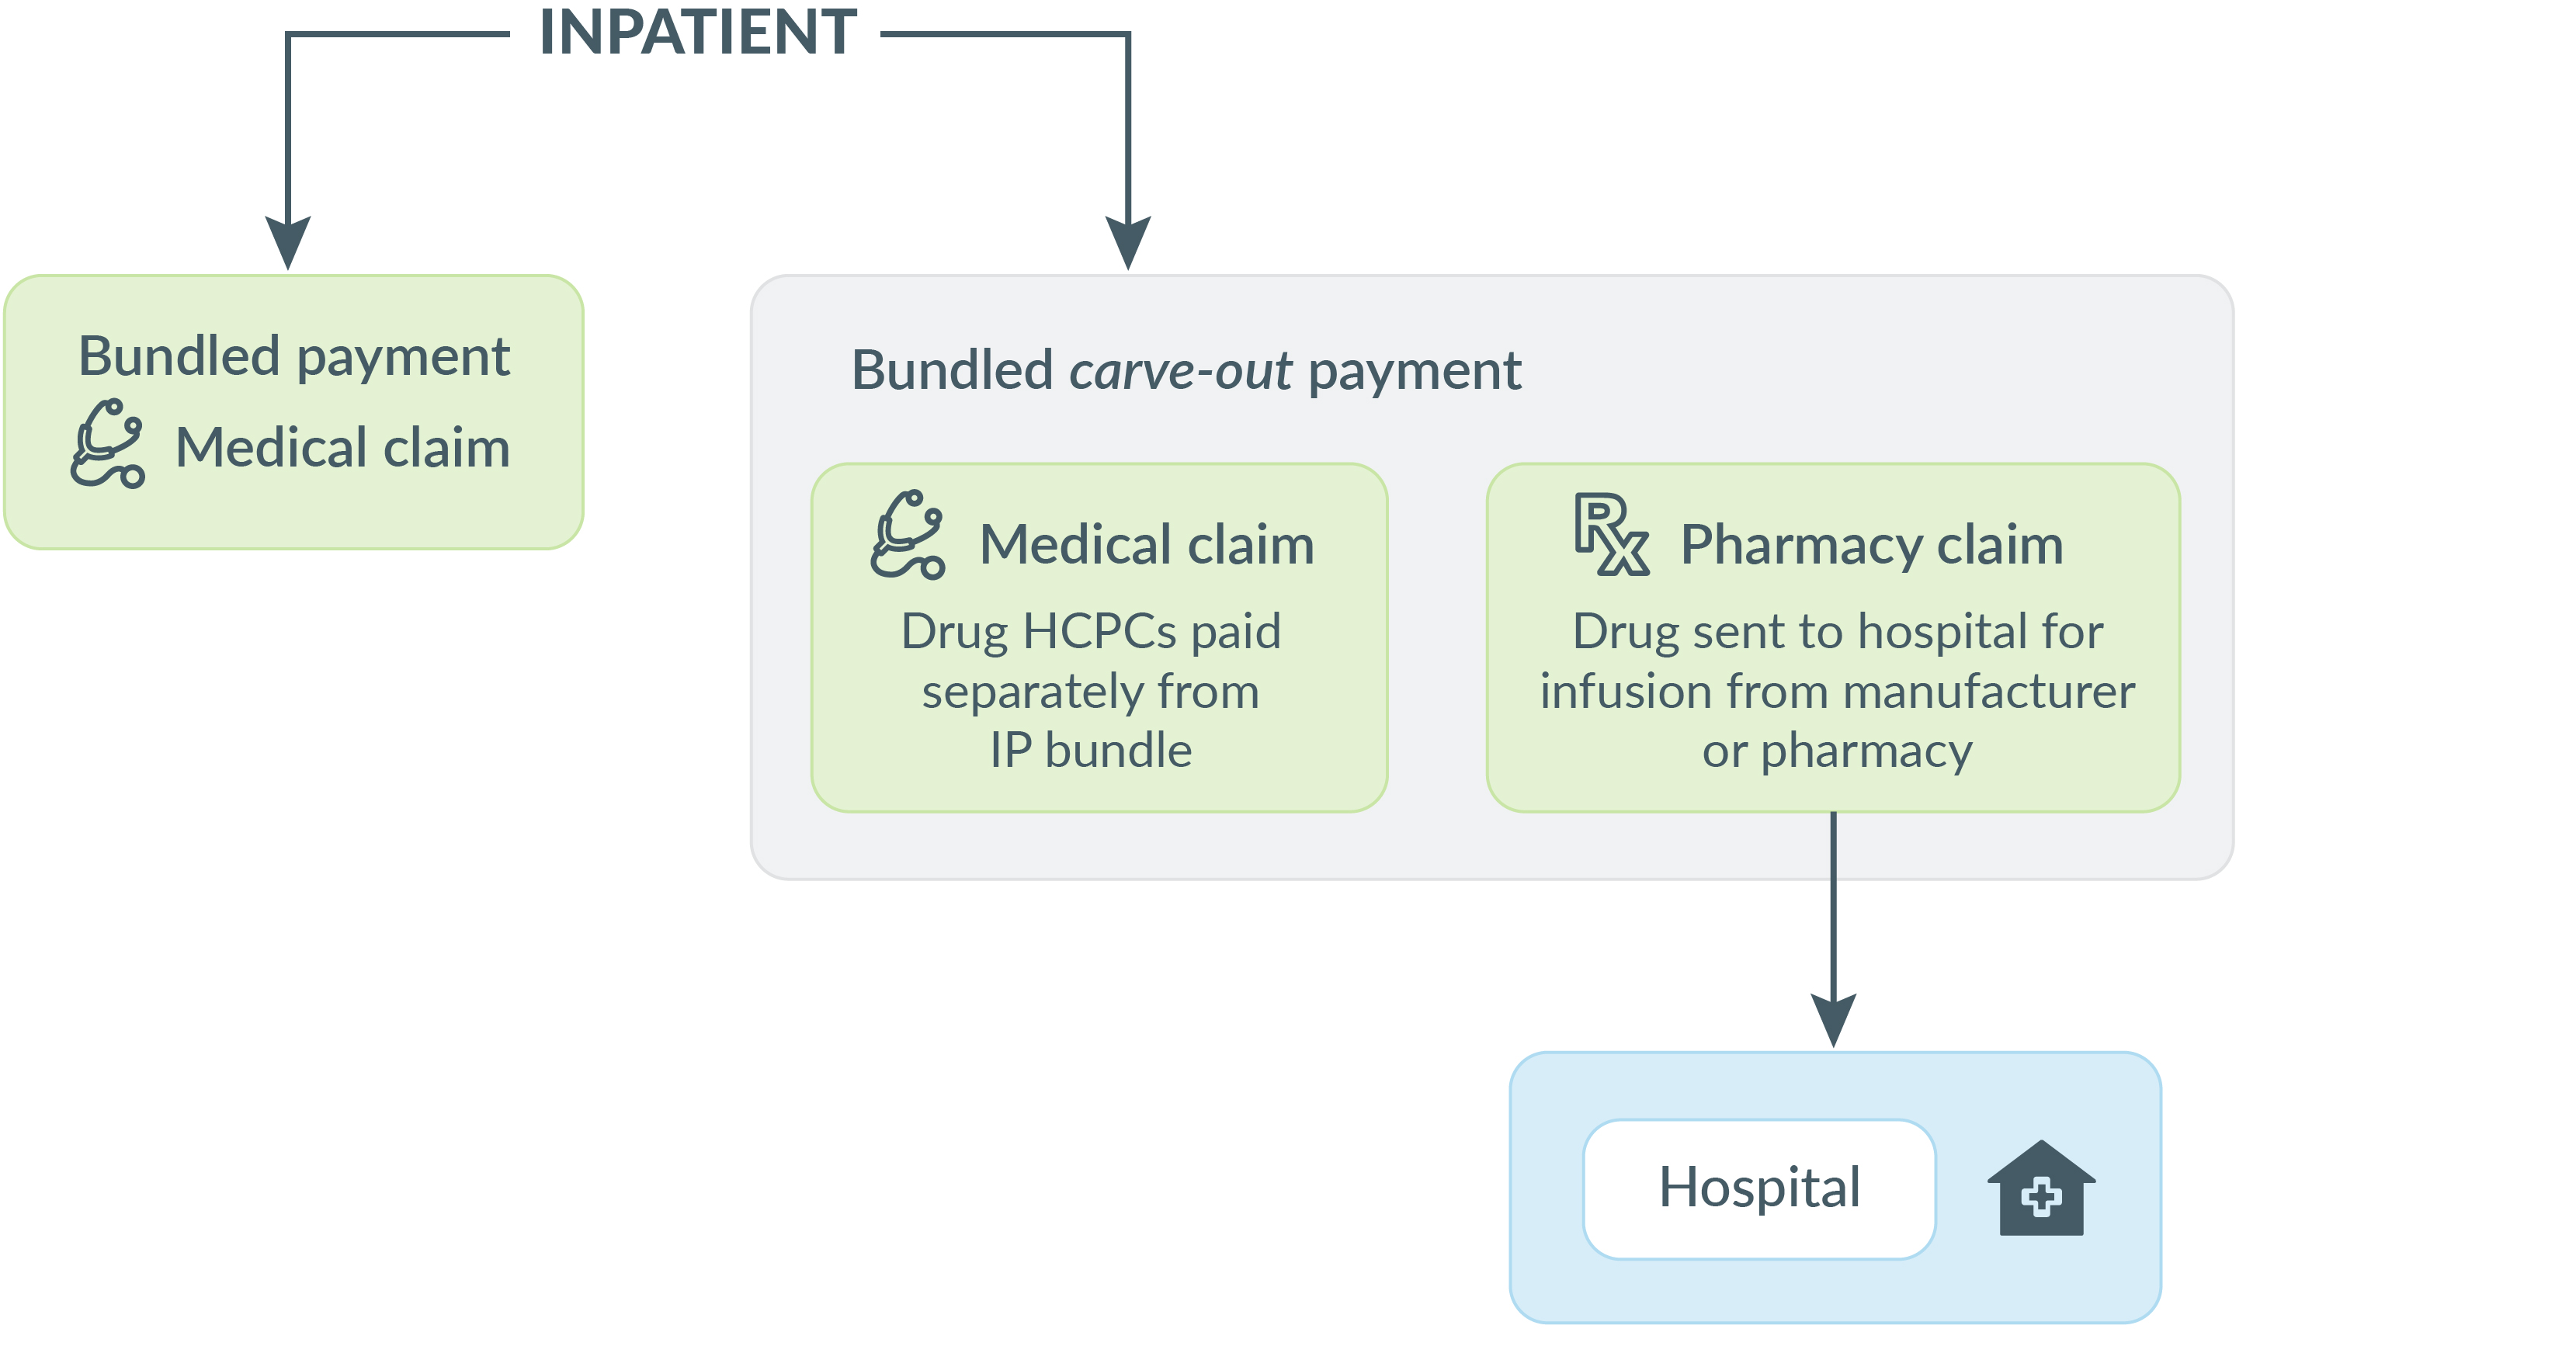 INPATIENT
Bundled payment
Medical claim
Bundled carve-out payment
Medical claim
Drug HCPCs paid
separately from
IP bundle
Rx Pharmacy claim
Drug sent to hospital for
infusion from manufacturer
or pharmacy
Hospital